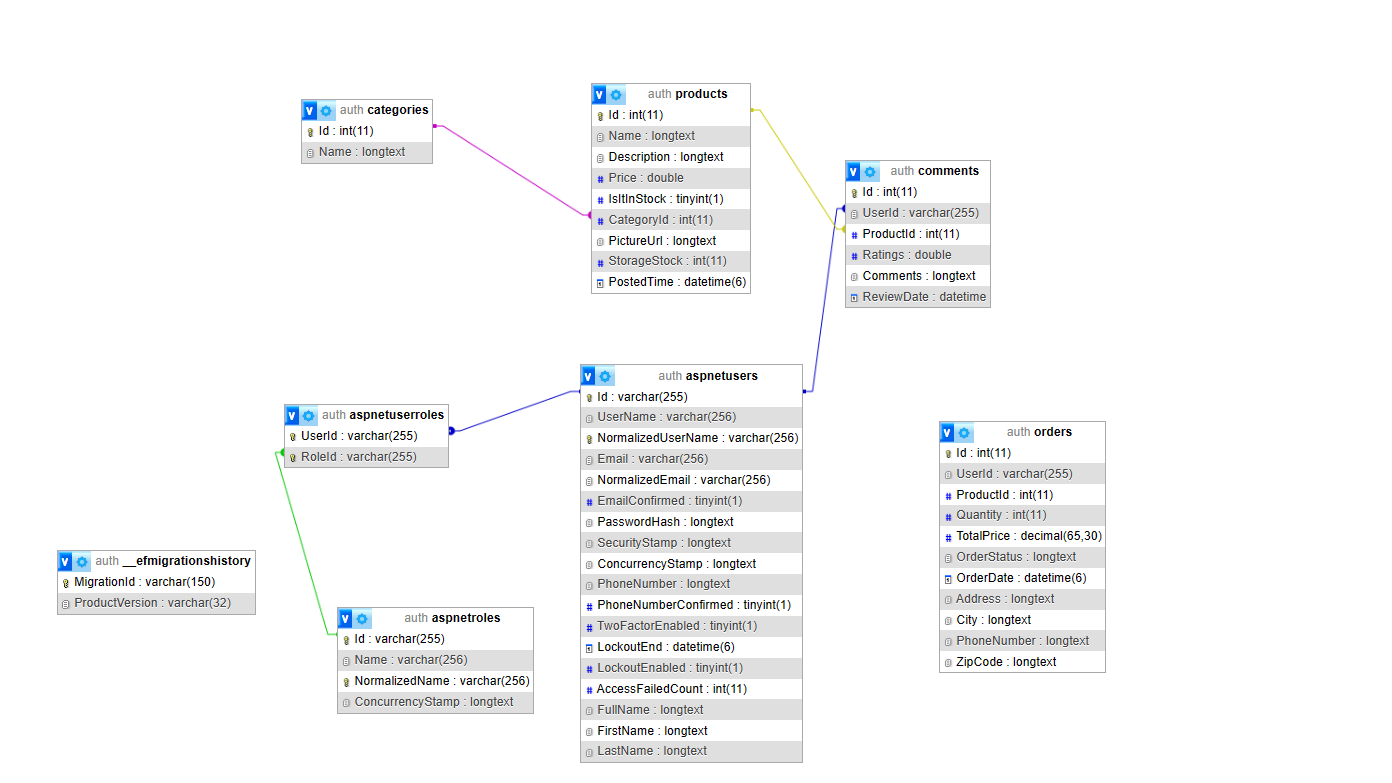 auth categories
Id : int(11)
Name : longtext
auth products
Id : int(11)
Name : longtext
Description : longtext
Price : double
IsItInStock : tinyint(1)
CategoryId : int(11)
PictureUrl : longtext
StorageStock : int(11)
PostedTime : datetime(6)
auth comments
Id : int(11)
UserId : varchar(255)
ProductId : int(11)
Ratings : double
Comments : longtext
ReviewDate : datetime
auth aspnetuserroles
UserId : varchar(255)
RoleId : varchar(255)
auth aspnetusers
Id : varchar(255)
UserName : varchar(256)
NormalizedUserName : varchar(256)
Email : varchar(256)
NormalizedEmail : varchar(256)
EmailConfirmed : tinyint(1)
PasswordHash : longtext
SecurityStamp : longtext
ConcurrencyStamp : longtext
PhoneNumber : longtext
PhoneNumberConfirmed : tinyint(1)
TwoFactorEnabled : tinyint(1)
LockoutEnd : datetime(6)
LockoutEnabled : tinyint(1)
AccessFailedCount : int(11)
FullName : longtext
FirstName : longtext
LastName : longtext
auth orders
Id : int(11)
UserId : varchar(255)
ProductId : int(11)
Quantity : int(11)
TotalPrice : decimal(65,30)
OrderStatus : longtext
OrderDate : datetime(6)
Address : longtext
City : longtext
PhoneNumber : longtext
ZipCode : longtext
auth __efmigrationshistory
MigrationId : varchar(150)
ProductVersion : varchar(32)
auth aspnetroles
Id : varchar(255)
Name : varchar(256)
NormalizedName : varchar(256)
ConcurrencyStamp : longtext